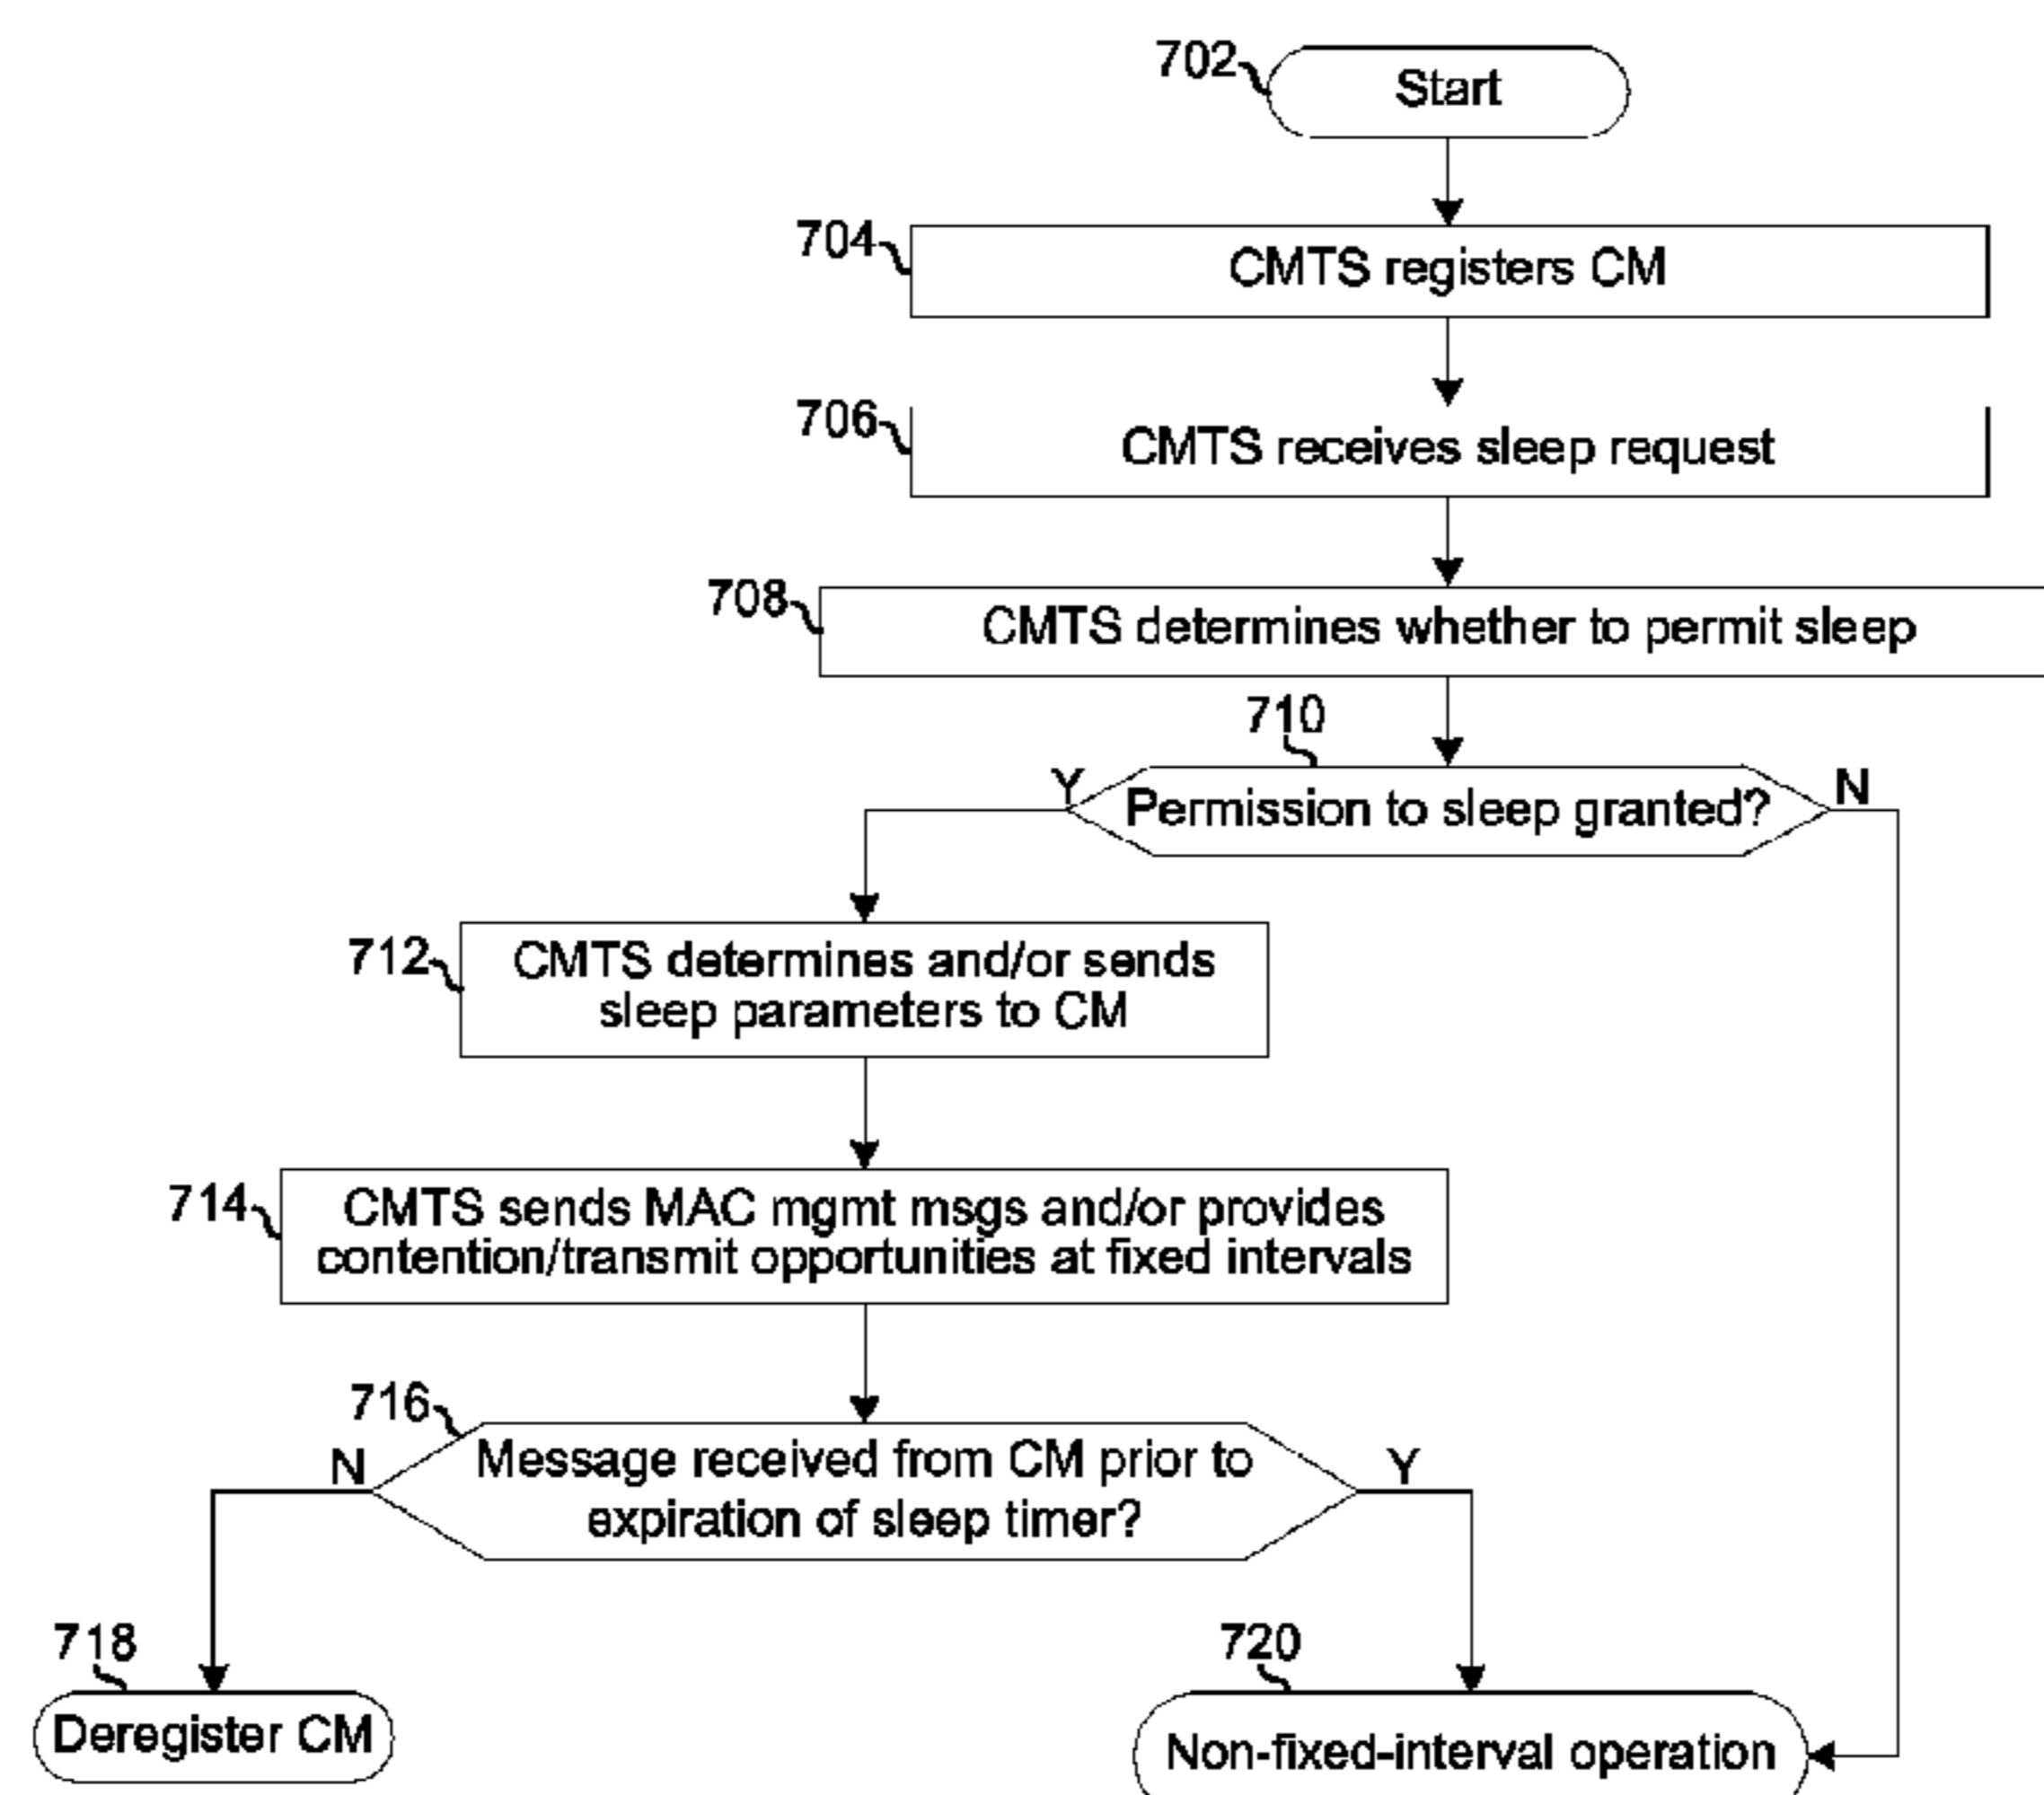 702
Start
704
CMTS registers CM
706
CMTS receives sleep request
708
CMTS determines whether to permit sleep
710
Y
Permission to sleep granted?
N
712
CMTS determines and/or sends
sleep parameters to CM
714
CMTS sends MAC mgmt msgs and/or provides
contention/transmit opportunities at fixed intervals
716
N
Message received from CM prior to
expiration of sleep timer?
Y
718
Deregister CM
720
Non-fixed-interval operation